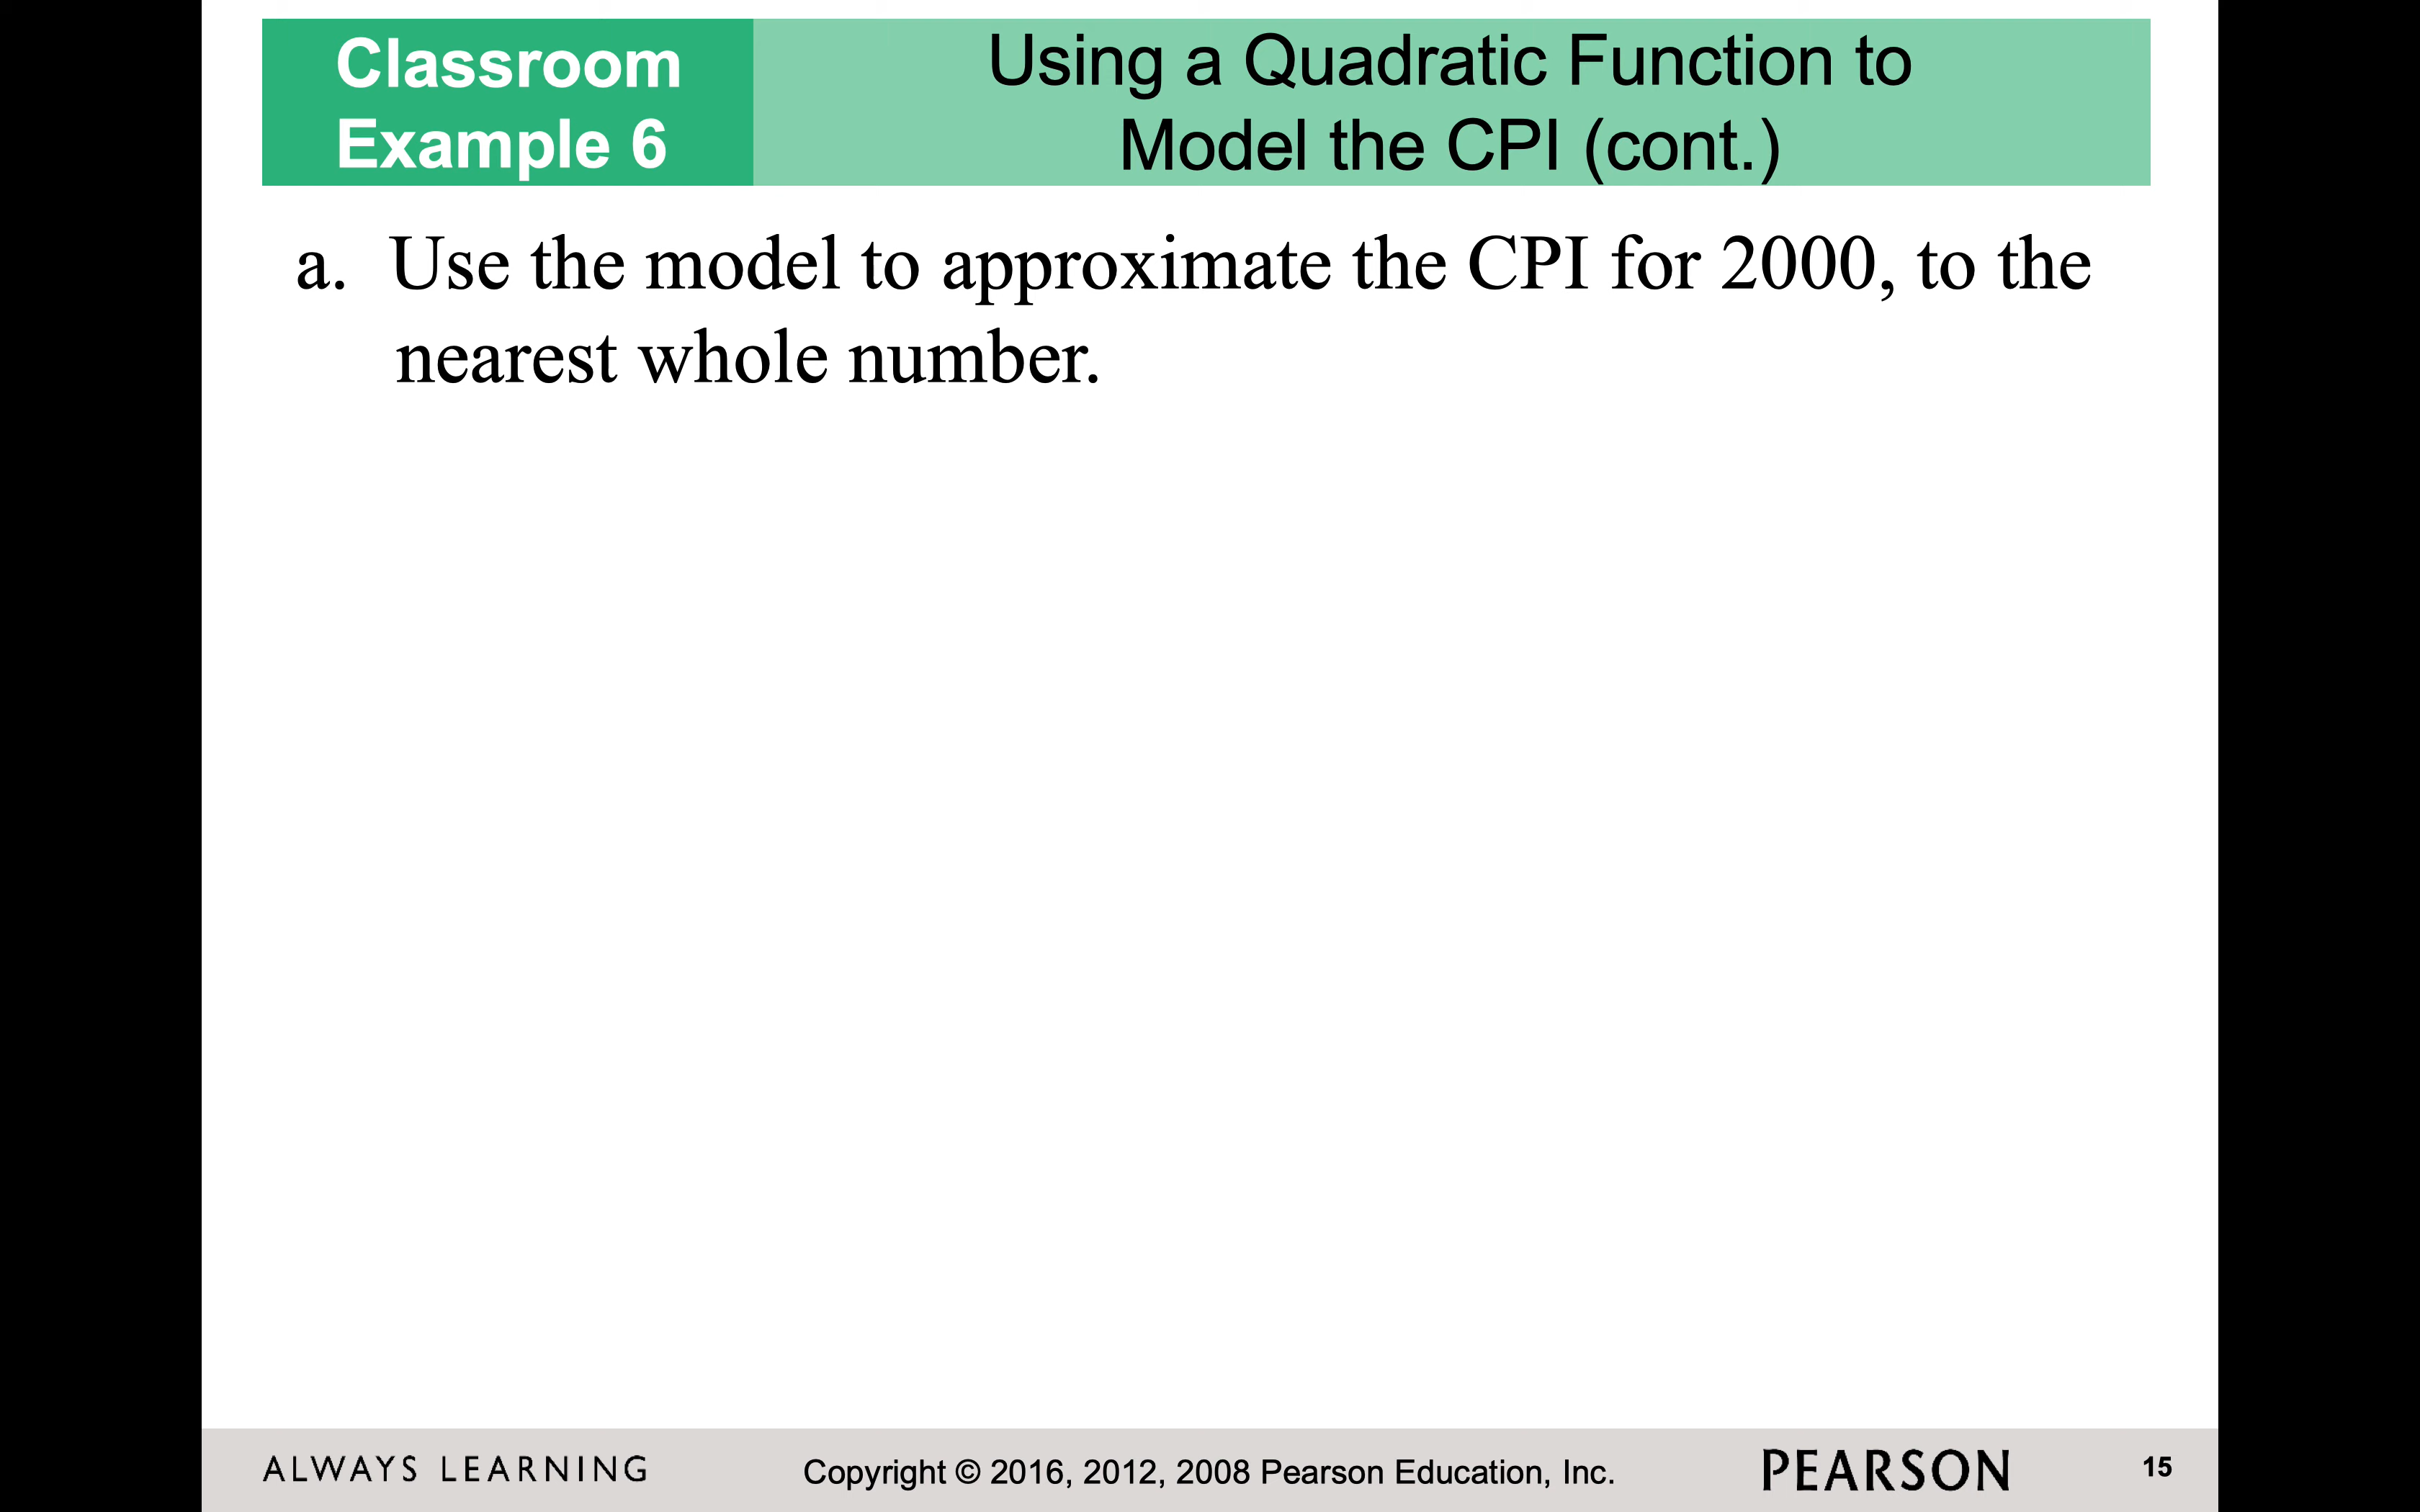 Classroom
Example 6
Using a Quadratic Function to
Model the CPI (cont.)
a. Use the model to approximate the CPI for 2000, to the
nearest whole number.
ALWAYS LEARNING
Copyright © 2016, 2012, 2008 Pearson Education, Inc.
PEARSON
15